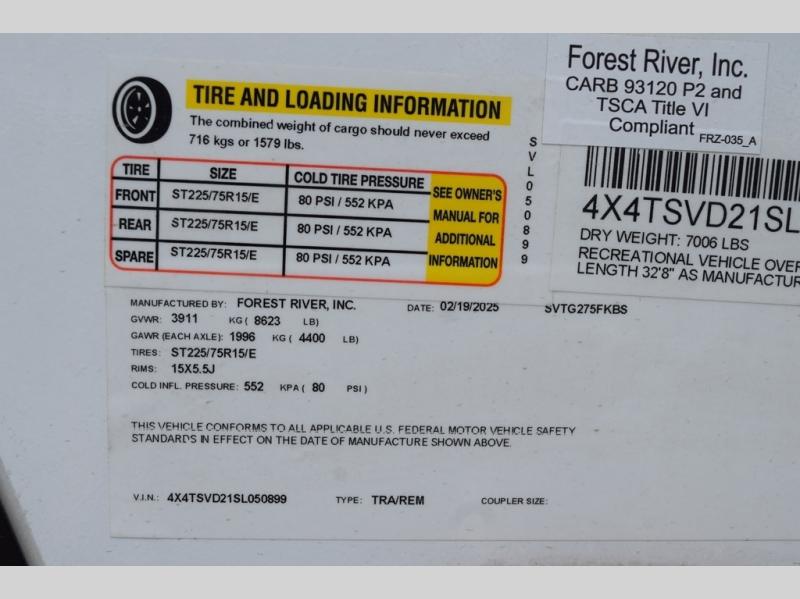 Forest River, Inc.
CARB 93120 P2 and
TSCA Title VI
Compliant FRZ-035_A
TIRE AND LOADING INFORMATION
The combined weight of cargo should never exceed
716 kgs or 1579 lbs.
TIRE SIZE COLD TIRE PRESSURE
FRONT ST225/75R15/E 80 PSI / 552 KPA
REAR ST225/75R15/E 80 PSI / 552 KPA
SPARE ST225/75R15/E 80 PSI / 552 KPA
SEE OWNER'S
MANUAL FOR
ADDITIONAL
INFORMATION
SVL050899
4X4TSVD21SL
DRY WEIGHT: 7006 LBS
RECREATIONAL VEHICLE OVER
LENGTH 32'8" AS MANUFACTUR
MANUFACTURED BY: FOREST RIVER, INC. DATE: 02/19/2025 SVTG275FKBS
GVWR: 3911 KG ( 8623 LB)
GAWR (EACH AXLE): 1996 KG ( 4400 LB)
TIRES: ST225/75R15/E
RIMS: 15X5.5J
COLD INFL. PRESSURE: 552 KPA ( 80 PSI )
THIS VEHICLE CONFORMS TO ALL APPLICABLE U.S. FEDERAL MOTOR VEHICLE SAFETY
STANDARDS IN EFFECT ON THE DATE OF MANUFACTURE SHOWN ABOVE.
V.I.N.: 4X4TSVD21SL050899 TYPE: TRA/REM COUPLER SIZE: